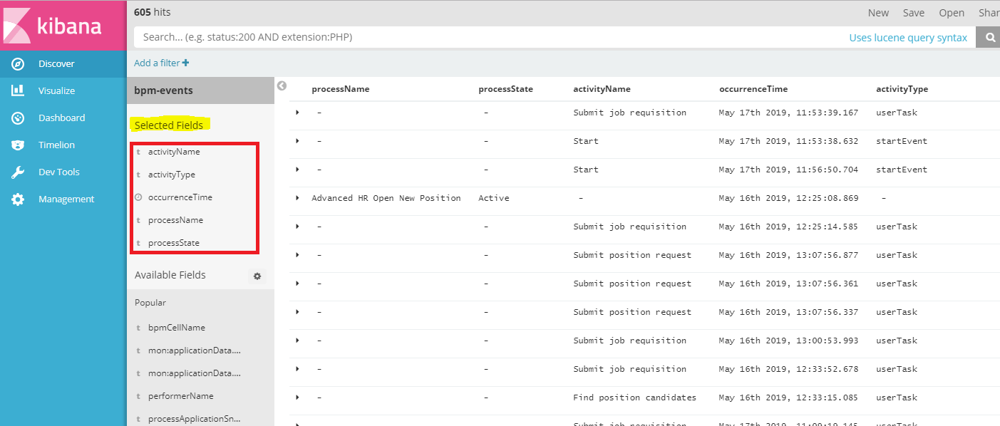 kibana
Discover
Visualize
Dashboard
Timelion
Dev Tools
Management
605 hits
New Save Open Shar
Search... (e.g. status:200 AND extension:PHP) Uses lucene query syntax
Add a filter +
bpm-events
Selected Fields
t activityName
t activityType
occurrenceTime
t processName
t processState
Available Fields
Popular
t bpmCellName
t mon:applicationData....
t mon:applicationData....
t performerName
t processApplicationSn...
processName processState activityName occurrenceTime activityType
- - Submit job requisition May 17th 2019, 11:53:39.167 userTask
- - Start May 17th 2019, 11:53:38.632 startEvent
- - Start May 17th 2019, 11:56:50.704 startEvent
Advanced HR Open New Position Active - May 16th 2019, 12:25:08.869 -
- - Submit job requisition May 16th 2019, 12:25:14.585 userTask
- - Submit position request May 16th 2019, 13:07:56.877 userTask
- - Submit position request May 16th 2019, 13:07:56.361 userTask
- - Submit position request May 16th 2019, 13:07:56.337 userTask
- - Submit job requisition May 16th 2019, 13:00:53.993 userTask
- - Submit job requisition May 16th 2019, 12:33:52.678 userTask
- - Find position candidates May 16th 2019, 12:33:15.085 userTask
Submit job requisition May 17th 2019, 11:09:19.145 userTask